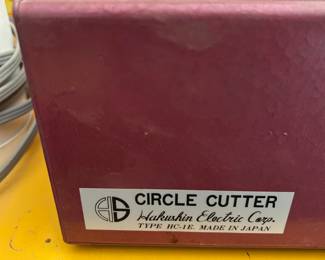 CIRCLE CUTTER
Hakushin Electric Corp.
TYPE HC-1E. MADE IN JAPAN